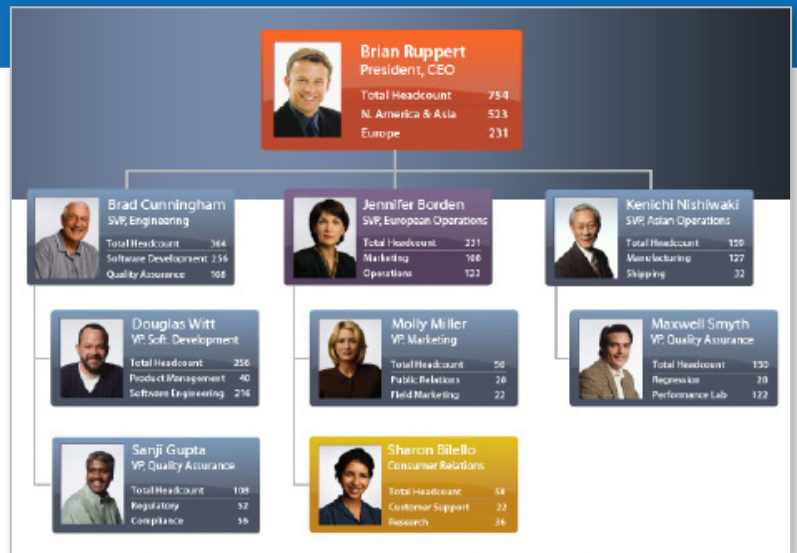 Brian Ruppert
President, CEO
Total Headcount 754
N. America & Asia 523
Europe 231
Brad Cunningham
SVP, Engineering
Total Headcount 364
Software Development 256
Quality Assurance 108
Jennifer Borden
SVP, European Operations
Total Headcount 231
Marketing 108
Operations 123
Kenichi Nishiwaki
SVP, Asian Operations
Total Headcount 159
Manufacturing 127
Shipping 32
Douglas Witt
VP, Soft. Development
Total Headcount 256
Product Management 40
Software Engineering 216
Molly Miller
VP, Marketing
Total Headcount 50
Public Relations 28
Field Marketing 22
Maxwell Smyth
VP, Quality Assurance
Total Headcount
Regression 28
Performance Lab 122
Sanji Gupta
VP, Quality Assurance
Total Headcount 108
Regulatory 52
Compliance 56
Sharon Bilello
Consumer Relations
Total Headcount 58
Customer Support 22
Research 36